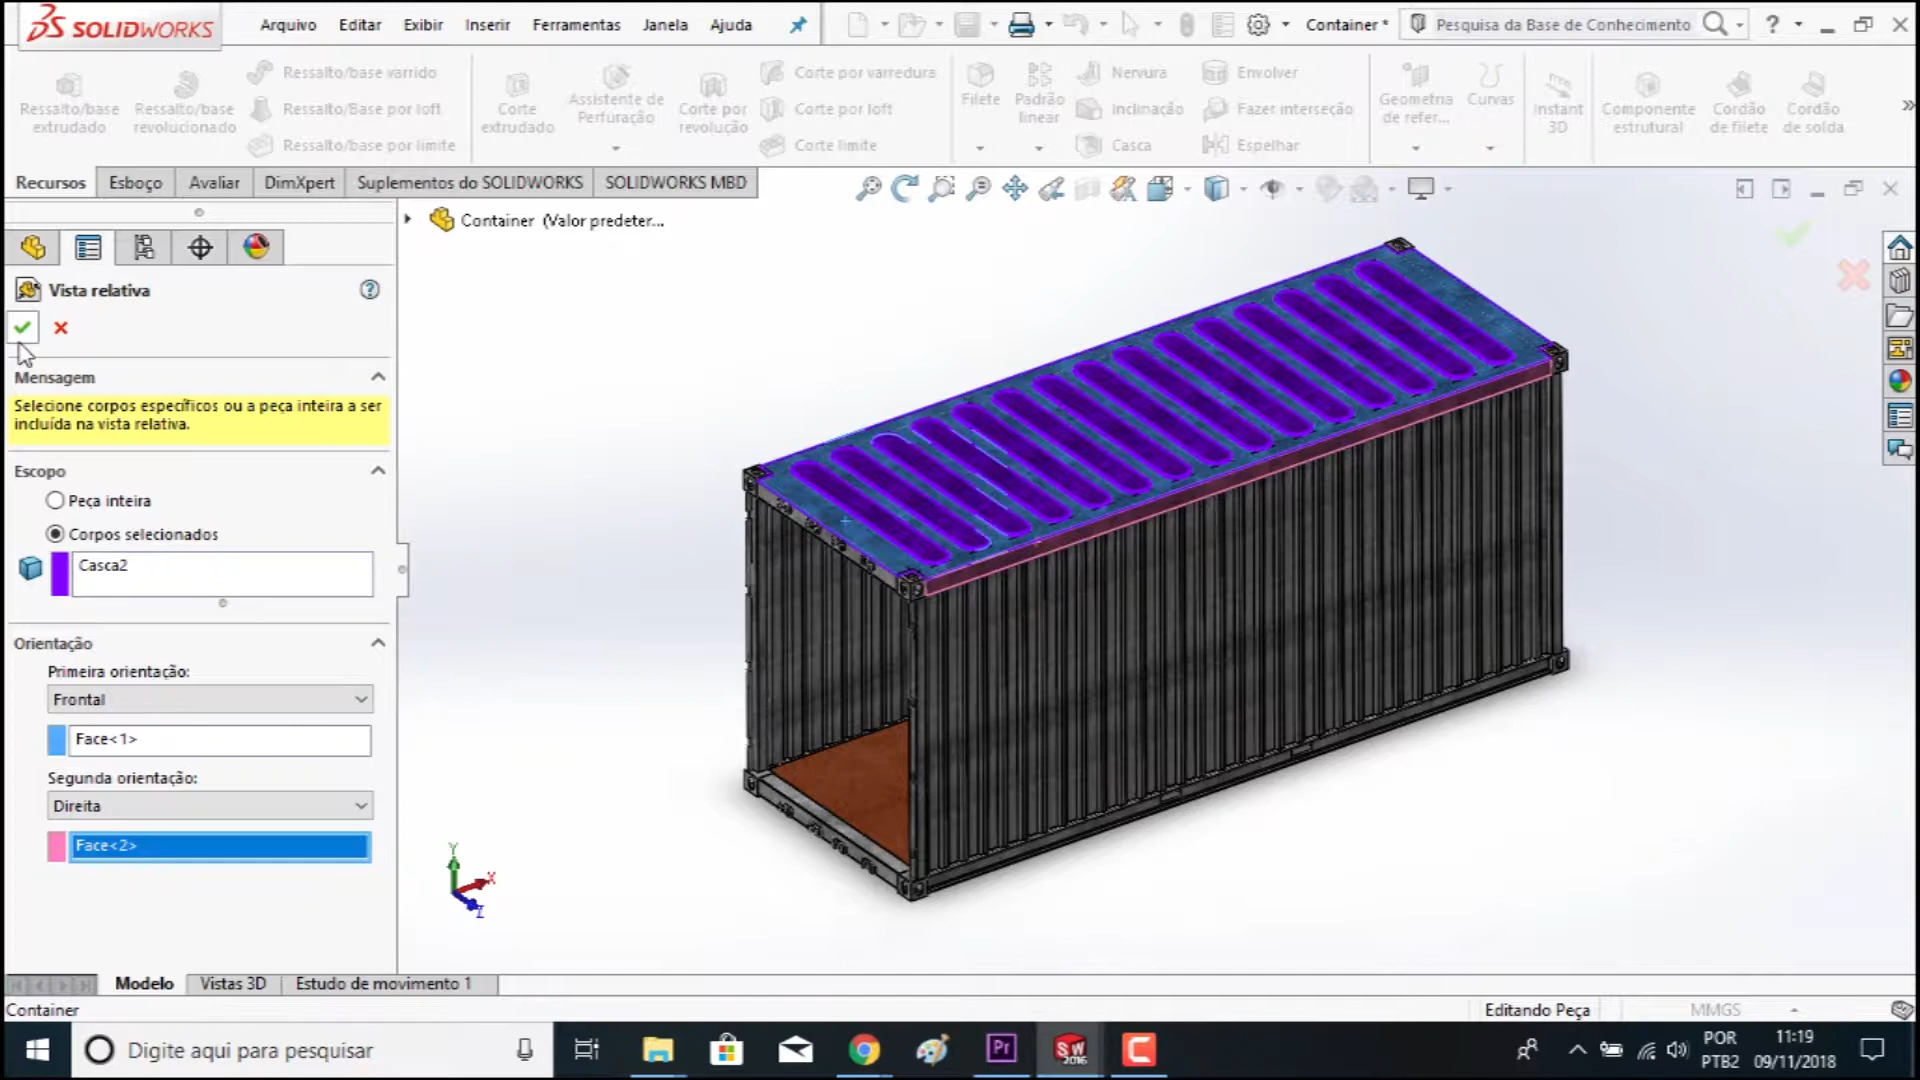 SOLIDWORKS
Arquivo
Editar
Exibir
Inserir
Ferramentas
Janela
Ajuda
Container *
Pesquisa da Base de Conhecimento
?
Ressalto/base
extrudado
Ressalto/base
revolucionado
Ressalto/base varrido
Ressalto/Base por loft
Ressalto/base por limite
Corte
extrudado
Assistente de
Perfuração
Corte por
revolução
Corte por varredura
Corte por loft
Corte limite
Filete
Padrão
linear
Nervura
Inclinação
Casca
Envolver
Fazer interseção
Espelhar
Geometria
de refer...
Curvas
Instant
3D
Componente
estrutural
Cordão
de filete
Cordão
de solda
Recursos
Esboço
Avaliar
DimXpert
Suplementos do SOLIDWORKS
SOLIDWORKS MBD
Container (Valor predeter...
Vista relativa
Mensagem
Selecione corpos específicos ou a peça inteira a ser
incluída na vista relativa.
Escopo
Peça inteira
Corpos selecionados
Casca2
Orientação
Primeira orientação:
Frontal
Face<1>
Segunda orientação:
Direita
Face<2>
Y
X
Z
Modelo
Vistas 3D
Estudo de movimento 1
Container
Editando Peça
MMGS
Digite aqui para pesquisar
Pr
SW
2016
POR
PTB2
11:19
09/11/2018